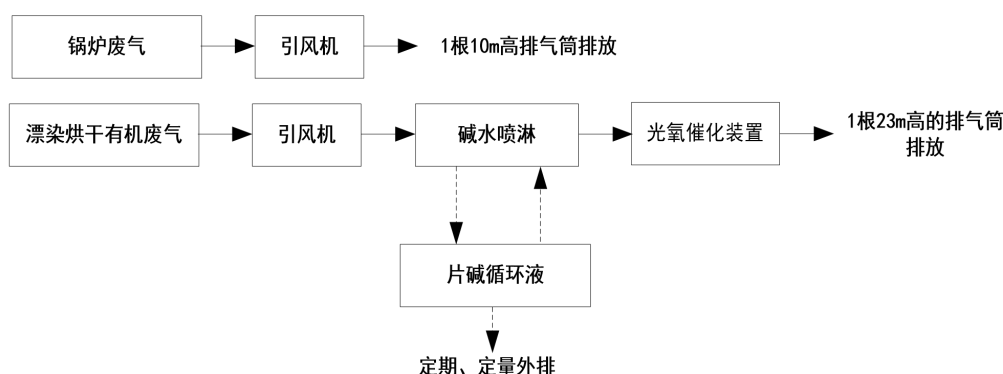 锅炉废气
引风机
1根10m高排气筒排放
漂染烘干有机废气
引风机
碱水喷淋
光氧催化装置
1根23m高的排气筒
排放
片碱循环液
定期、定量外排